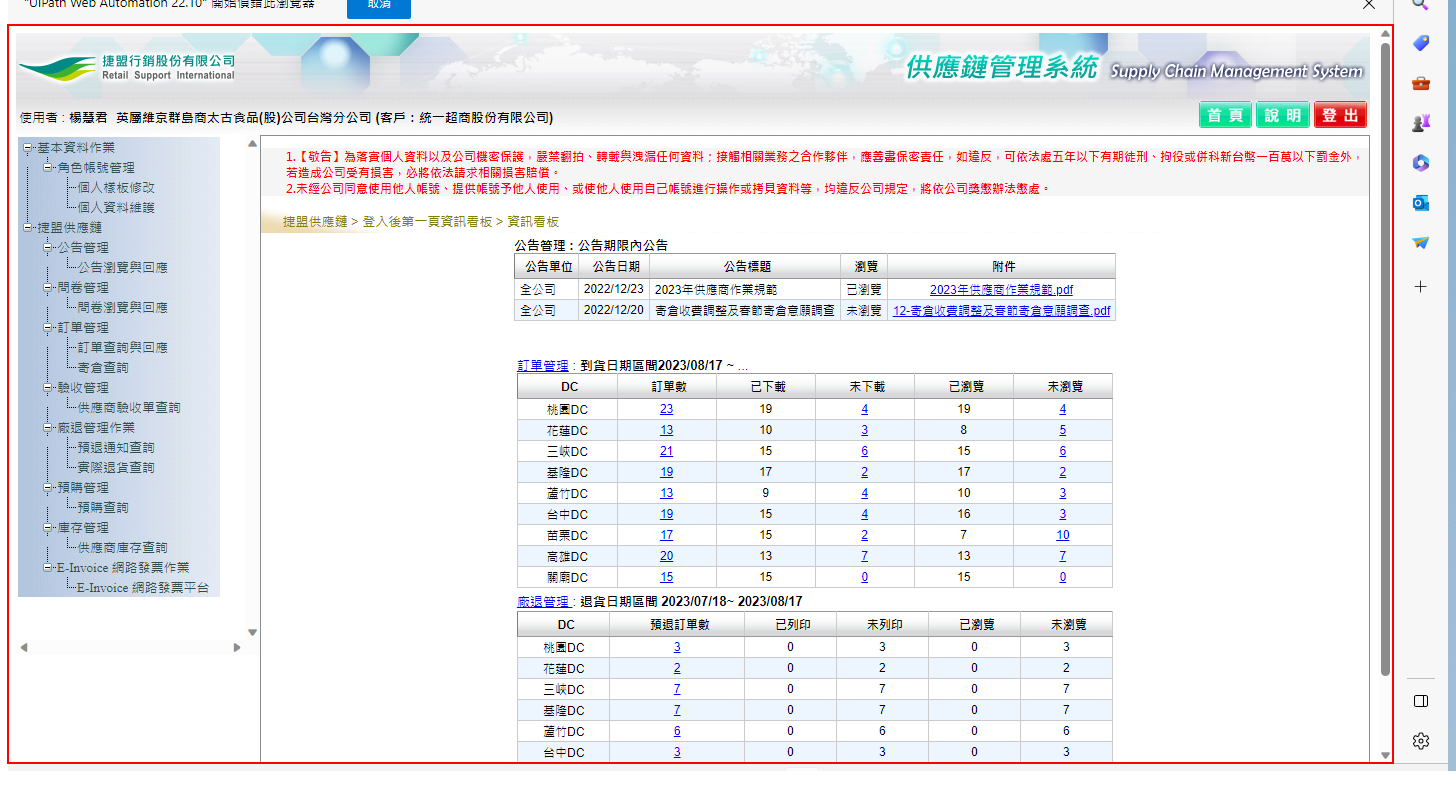 "UiPath Web Automation 22.10" 開始偵錯此瀏覽器
取消
捷盟行銷股份有限公司
Retail Support International
供應鏈管理系統 Supply Chain Management System
使用者 : 楊慧君 英屬維京群島商太古食品(股)公司台灣分公司 (客戶：統一超商股份有限公司)
首頁 說明 登出
基本資料作業
角色帳號管理
個人樣板修改
個人資料維護
捷盟供應鏈
公告管理
公告瀏覽與回應
問卷管理
問卷瀏覽與回應
訂單管理
訂單查詢與回應
寄倉查詢
驗收管理
供應商驗收單查詢
廠退管理作業
預退通知查詢
實際退貨查詢
預購管理
預購查詢
庫存管理
供應商庫存查詢
E-Invoice 網路發票作業
E-Invoice 網路發票平台
1.【敬告】為落實個人資料以及公司機密保護，嚴禁翻拍、轉載與洩漏任何資料；接觸相關業務之合作夥伴，應善盡保密責任，如違反，可依法處五年以下有期徒刑、拘役或併科新台幣一百萬以下罰金外，
若造成公司受有損害，必將依法請求相關損害賠償。
2.未經公司同意使用他人帳號、提供帳號予他人使用、或使他人使用自己帳號進行操作或拷貝資料等，均違反公司規定，將依公司獎懲辦法懲處。
捷盟供應鏈 > 登入後第一頁資訊看板 > 資訊看板
公告管理：公告期限內公告
公告單位 公告日期 公告標題 瀏覽 附件
全公司 2022/12/23 2023年供應商作業規範 已瀏覽 2023年供應商作業規範.pdf
全公司 2022/12/20 寄倉收費調整及春節寄倉意願調查 未瀏覽 12-寄倉收費調整及春節寄倉意願調查.pdf
訂單管理 : 到貨日期區間2023/08/17 ~ ...
DC 訂單數 已下載 未下載 已瀏覽 未瀏覽
桃園DC 23 19 4 19 4
花蓮DC 13 10 3 8 5
三峽DC 21 15 6 15 6
基隆DC 19 17 2 17 2
蘆竹DC 13 9 4 10 3
台中DC 19 15 4 16 3
苗栗DC 17 15 2 7 10
高雄DC 20 13 7 13 7
關廟DC 15 15 0 15 0
廠退管理 : 退貨日期區間 2023/07/18~ 2023/08/17
DC 預退訂單數 已列印 未列印 已瀏覽 未瀏覽
桃園DC 3 0 3 0 3
花蓮DC 2 0 2 0 2
三峽DC 7 0 7 0 7
基隆DC 7 0 7 0 7
蘆竹DC 6 0 6 0 6
台中DC 3 0 3 0 3